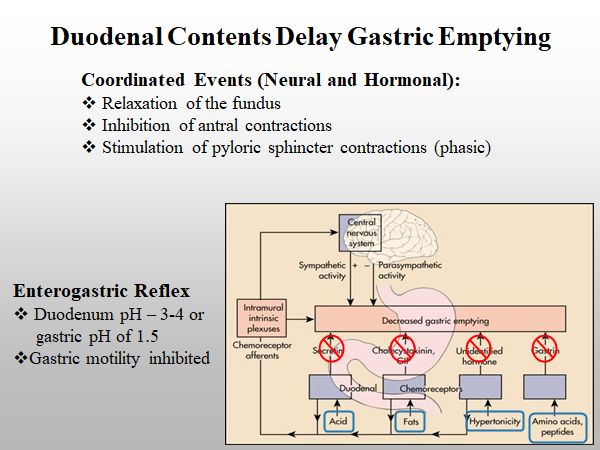 Duodenal Contents Delay Gastric Emptying
Coordinated Events (Neural and Hormonal):
❖ Relaxation of the fundus
❖ Inhibition of antral contractions
❖ Stimulation of pyloric sphincter contractions (phasic)
Enterogastric Reflex
❖ Duodenum pH – 3-4 or
gastric pH of 1.5
❖Gastric motility inhibited
Central
nervous
system
Sympathetic + – Parasympathetic
activity activity
Intramural
intrinsic
plexuses
Decreased gastric emptying
Chemoreceptor
afferents
Secretin
Cholecystokinin,
GIP
Unidentified
hormone
Gastrin
Duodenal Chemoreceptors
Acid
Fats
Hypertonicity
Amino acids,
peptides